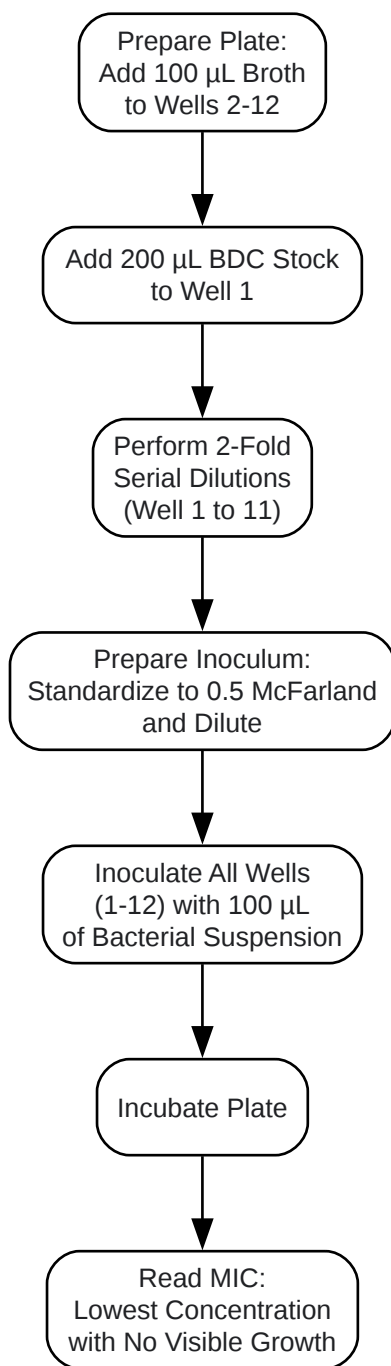 Prepare Plate:
Add 100 µL Broth
to Wells 2-12
Add 200 µL BDC Stock
to Well 1
Perform 2-Fold
Serial Dilutions
(Well 1 to 11)
Prepare Inoculum:
Standardize to 0.5 McFarland
and Dilute
Inoculate All Wells
(1-12) with 100 µL
of Bacterial Suspension
Incubate Plate
Read MIC:
Lowest Concentration
with No Visible Growth